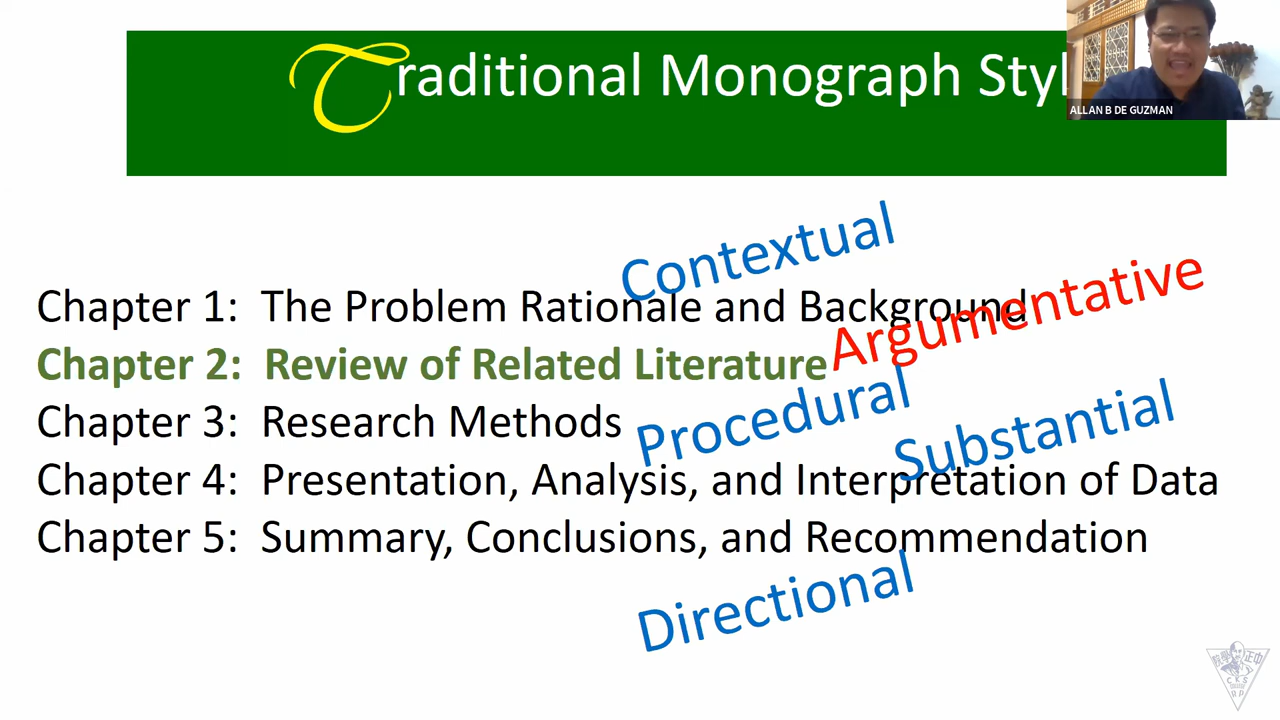 Traditional Monograph Styl
ALLAN B DE GUZMAN
Contextual
Chapter 1: The Problem Rationale and Background
Argumentative
Chapter 2: Review of Related Literature
Procedural
Chapter 3: Research Methods
Substantial
Chapter 4: Presentation, Analysis, and Interpretation of Data
Chapter 5: Summary, Conclusions, and Recommendation
Directional
C K S